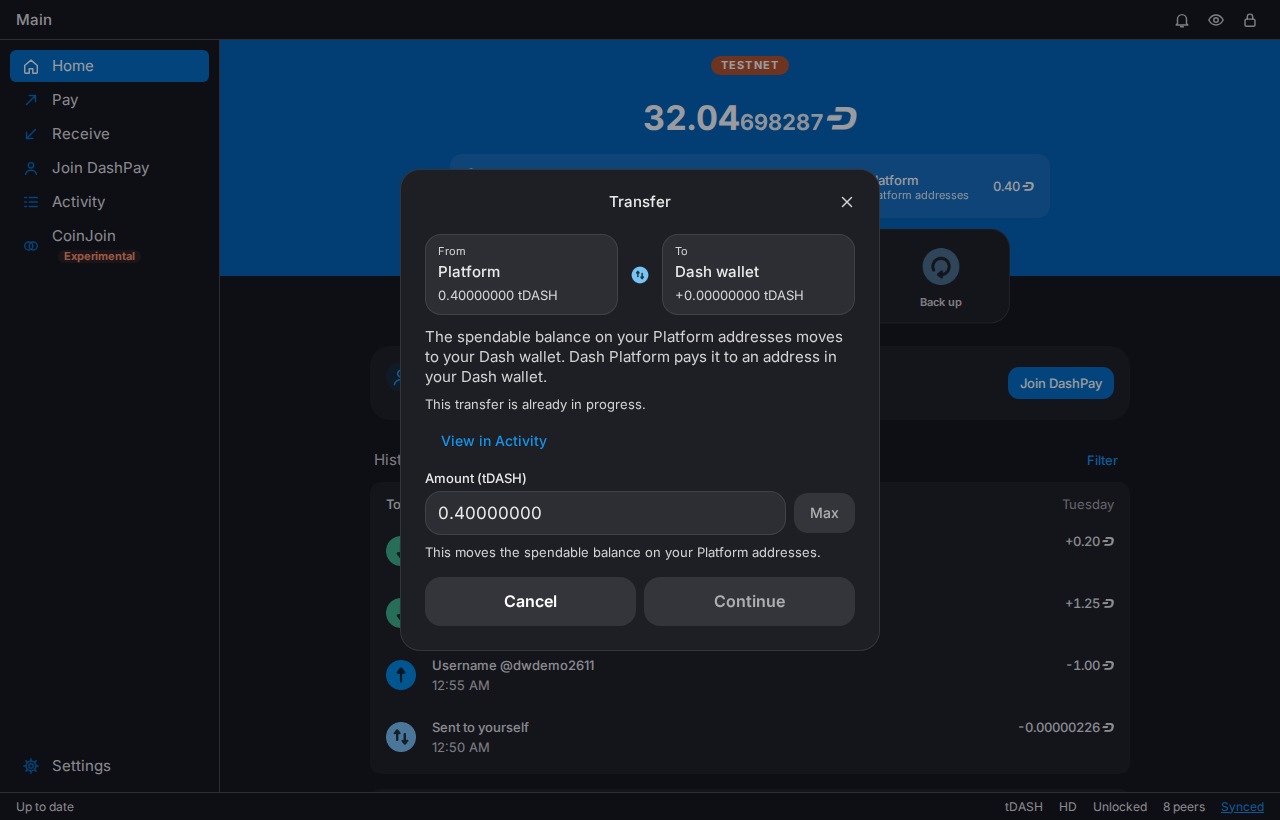 Main
Home
Pay
Receive
Join DashPay
Activity
CoinJoin
Experimental
Settings
TESTNET
32.04698287
0.40
Back up
Join DashPay
Filter
Tuesday
+0.20
+1.25
Username @dwdemo2611
12:55 AM
-1.00
Sent to yourself
12:50 AM
-0.00000226
Transfer
From
Platform
0.40000000 tDASH
To
Dash wallet
+0.00000000 tDASH
The spendable balance on your Platform addresses moves
to your Dash wallet. Dash Platform pays it to an address in
your Dash wallet.
This transfer is already in progress.
View in Activity
Amount (tDASH)
0.40000000
Max
This moves the spendable balance on your Platform addresses.
Cancel
Continue
Up to date
tDASH
HD
Unlocked
8 peers
Synced